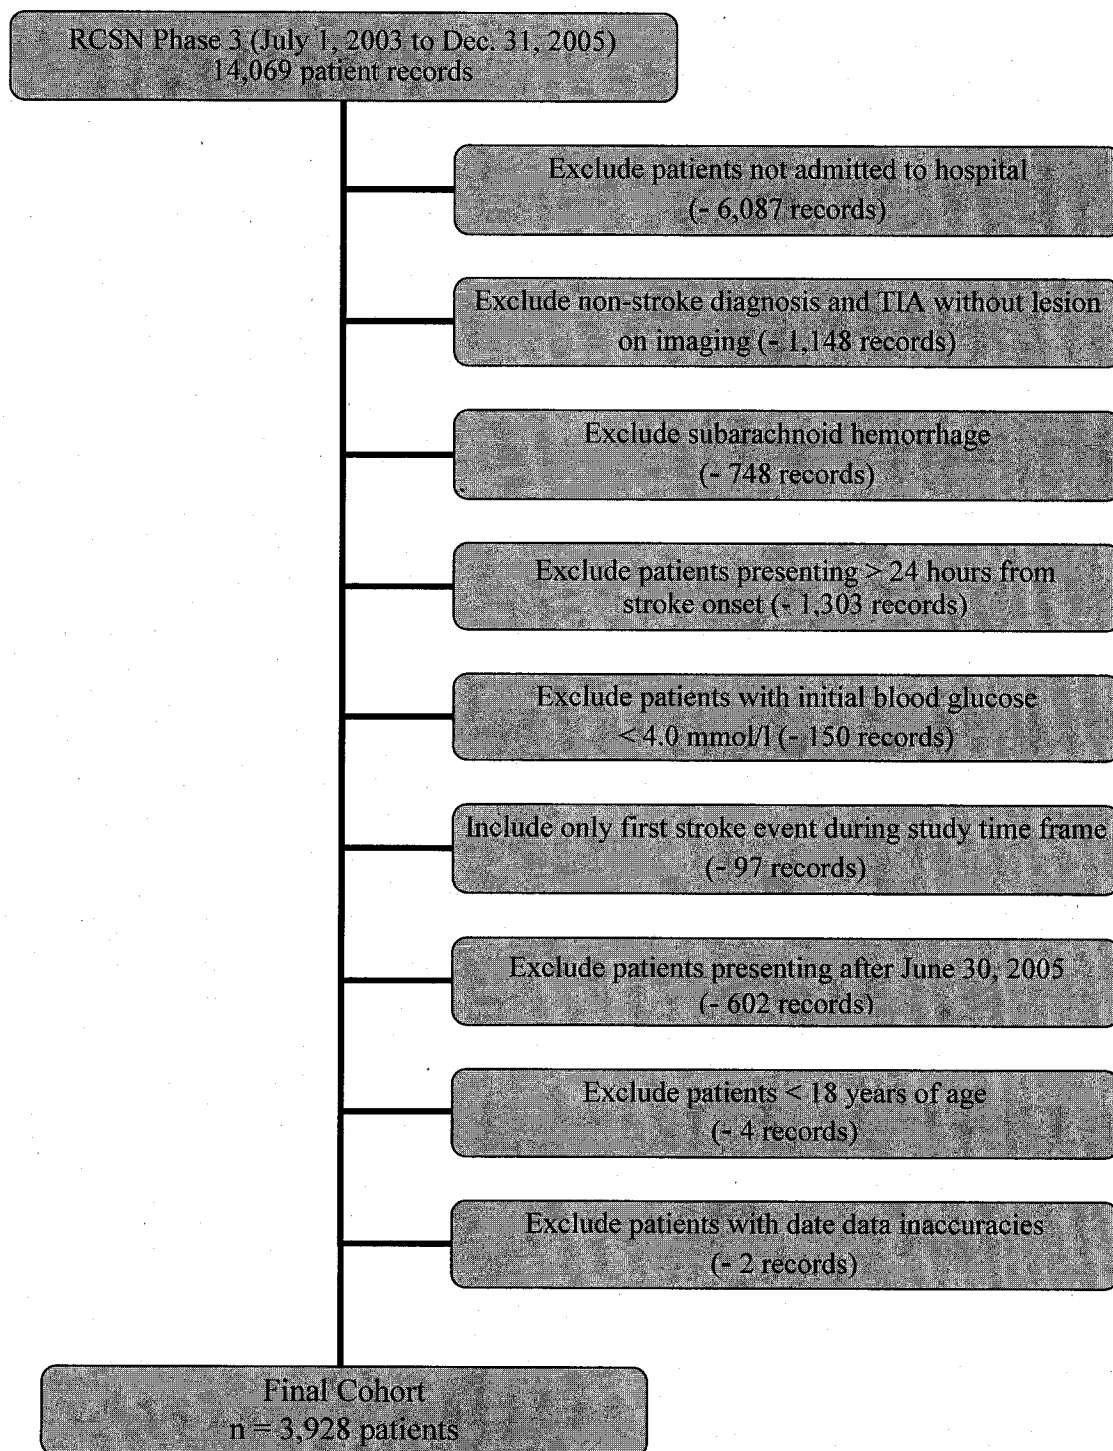 RCSN Phase 3 (July 1, 2003 to Dec. 31, 2005)
14,069 patient records
Exclude patients not admitted to hospital
(- 6,087 records)
Exclude non-stroke diagnosis and TIA without lesion
on imaging (- 1,148 records)
Exclude subarachnoid hemorrhage
(- 748 records)
Exclude patients presenting > 24 hours from
stroke onset (- 1,303 records)
Exclude patients with initial blood glucose
< 4.0 mmol/l (- 150 records)
Include only first stroke event during study time frame
(- 97 records)
Exclude patients presenting after June 30, 2005
(- 602 records)
Exclude patients < 18 years of age
(- 4 records)
Exclude patients with date data inaccuracies
(- 2 records)
Final Cohort
n = 3,928 patients